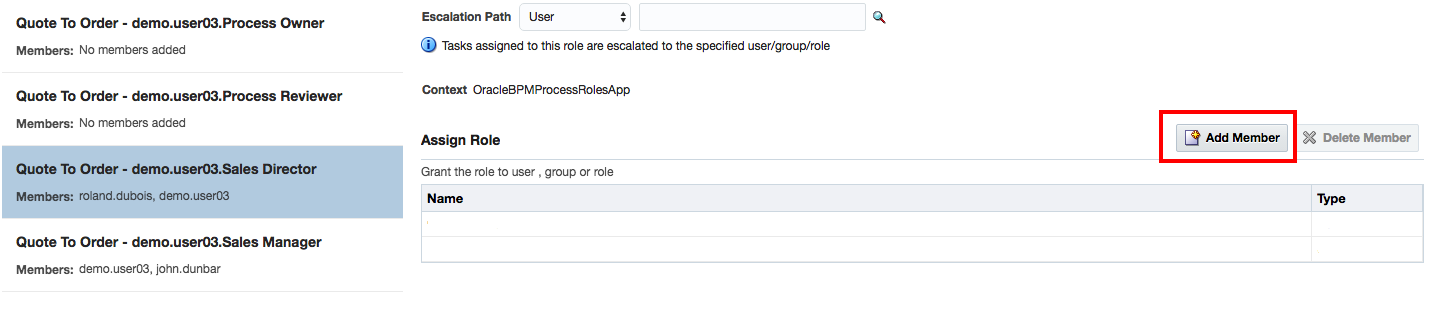 Quote To Order - demo.user03.Process Owner
Members: No members added
Quote To Order - demo.user03.Process Reviewer
Members: No members added
Quote To Order - demo.user03.Sales Director
Members: roland.dubois, demo.user03
Quote To Order - demo.user03.Sales Manager
Members: demo.user03, john.dunbar
Escalation Path User
Tasks assigned to this role are escalated to the specified user/group/role
Context OracleBPMProcessRolesApp
Assign Role Add Member Delete Member
Grant the role to user , group or role
Name Type